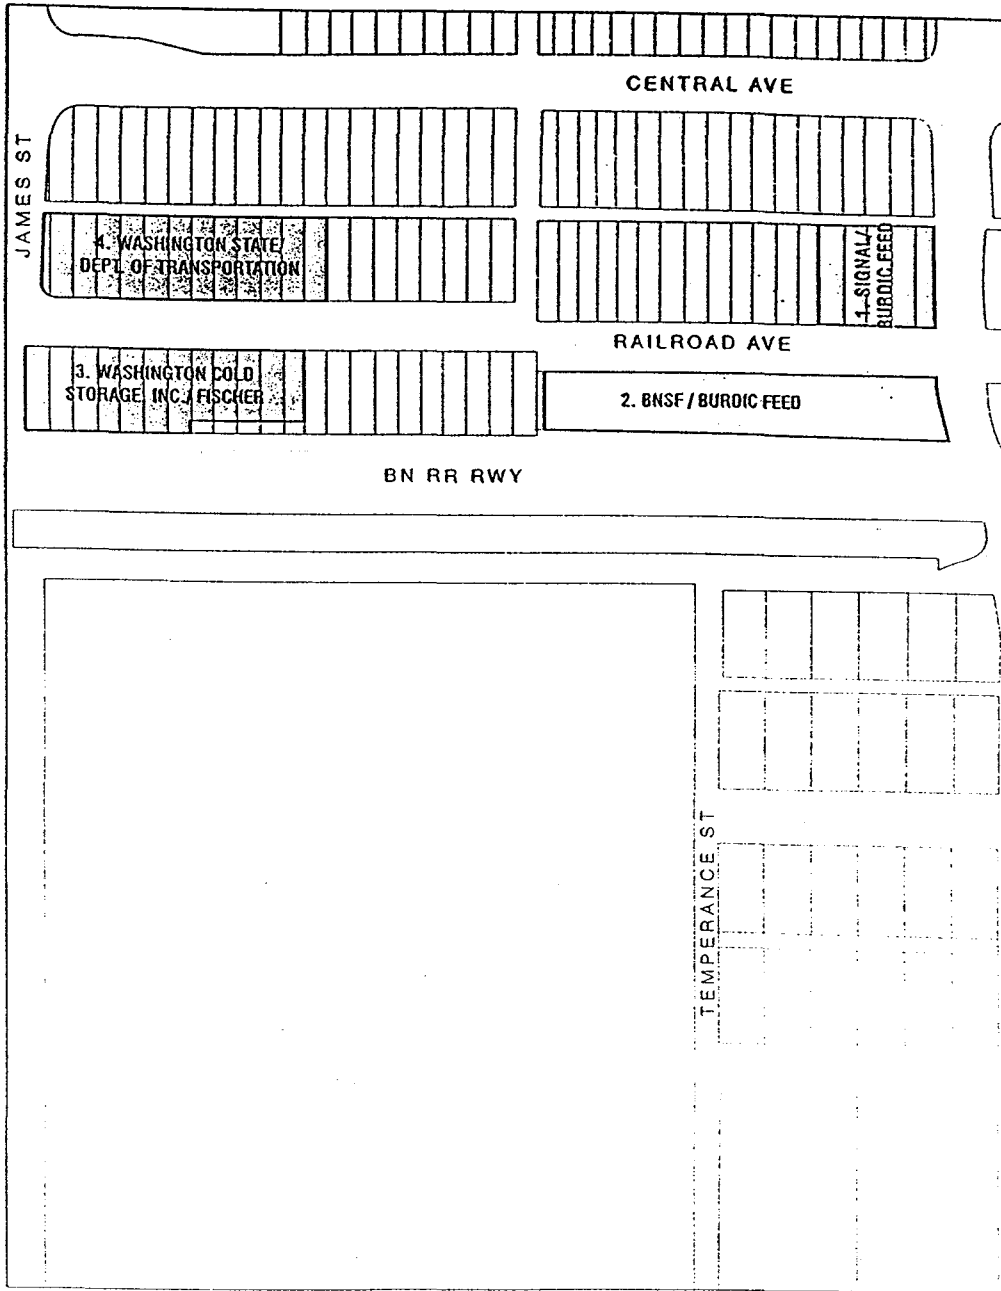 CENTRAL AVE
JAMES ST
4. WASHINGTON STATE/
DEPT. OF TRANSPORTATION
1. SIGNAL/
BURDIC FEED
RAILROAD AVE
3. WASHINGTON COLD
STORAGE, INC./ FISCHER
2. BNSF / BURDIC FEED
BN RR RWY
TEMPERANCE ST